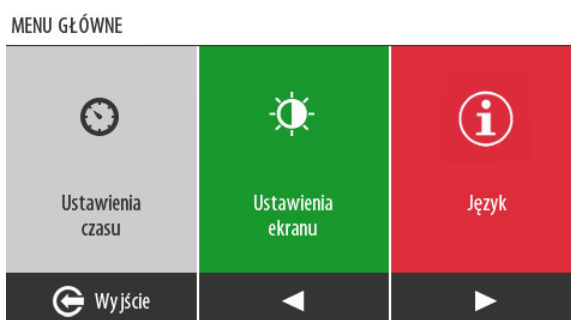 MENU GŁÓWNE
Ustawienia
czasu
Ustawienia
ekranu
Język
Wyjście